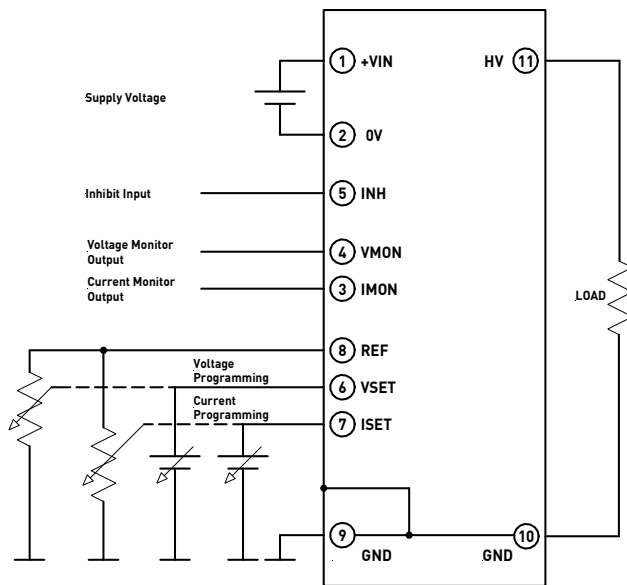 1 +VIN
HV 11
Supply Voltage
2 0V
Inhibit Input
5 INH
Voltage Monitor
Output
4 VMON
Current Monitor
Output
3 IMON
LOAD
8 REF
Voltage
Programming
6 VSET
Current
Programming
7 ISET
9
GND
10
GND